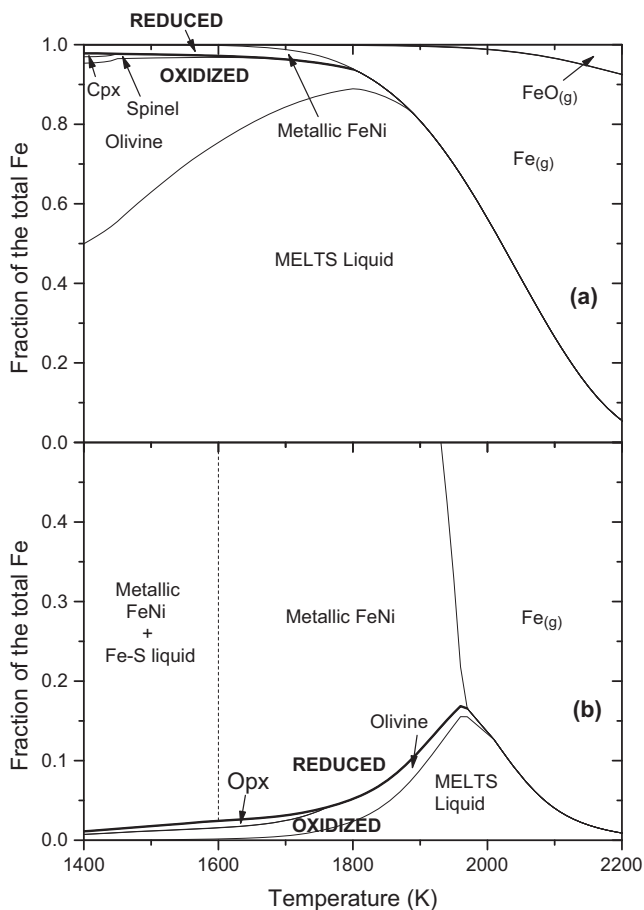 REDUCED
1.0
OXIDIZED
Cpx
Spinel
FeO(g)
Metallic FeNi
Olivine
0.8
Fe(g)
0.6
MELTS Liquid
(a)
0.4
0.2
0.0
Fraction of the total Fe
0.4
0.3
Metallic
FeNi
+
Fe-S liquid
Metallic FeNi
Fe(g)
0.2
Olivine
(b)
REDUCED
0.1
Opx
MELTS
Liquid
OXIDIZED
0.0
Fraction of the total Fe
1400 1600 1800 2000 2200
Temperature (K)